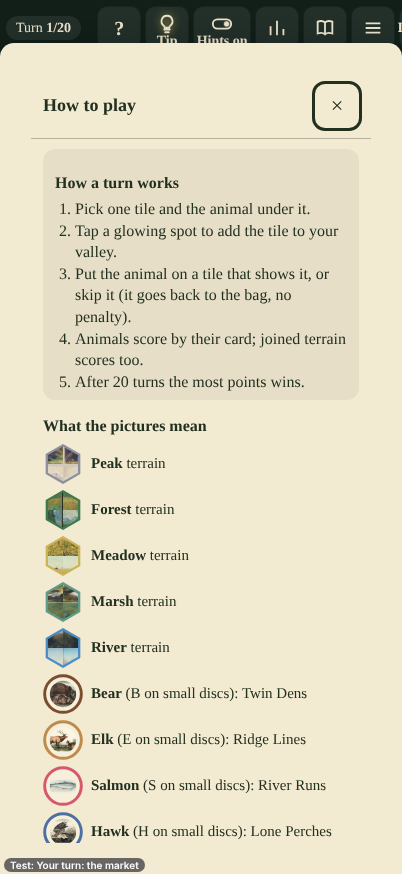 Turn 1/20
?
Tip
Hints on
How to play
×
How a turn works
1. Pick one tile and the animal under it.
2. Tap a glowing spot to add the tile to your
valley.
3. Put the animal on a tile that shows it, or
skip it (it goes back to the bag, no
penalty).
4. Animals score by their card; joined terrain
scores too.
5. After 20 turns the most points wins.
What the pictures mean
Peak terrain
Forest terrain
Meadow terrain
Marsh terrain
River terrain
Bear (B on small discs): Twin Dens
Elk (E on small discs): Ridge Lines
Salmon (S on small discs): River Runs
Hawk (H on small discs): Lone Perches
Test: Your turn: the market